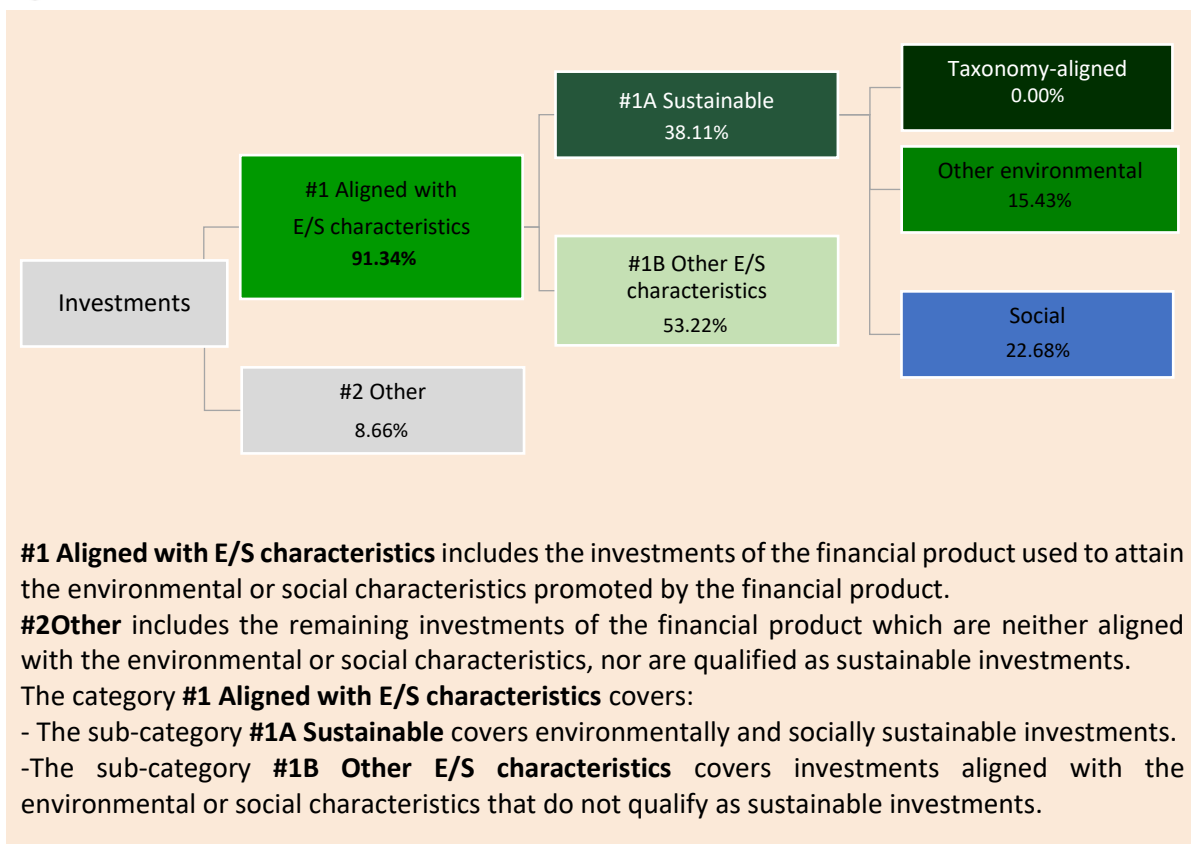 Investments
#1 Aligned with
E/S characteristics
91.34%
#2 Other
8.66%
#1A Sustainable
38.11%
#1B Other E/S
characteristics
53.22%
Taxonomy-aligned
0.00%
Other environmental
15.43%
Social
22.68%
#1 Aligned with E/S characteristics includes the investments of the financial product used to attain
the environmental or social characteristics promoted by the financial product.
#2Other includes the remaining investments of the financial product which are neither aligned
with the environmental or social characteristics, nor are qualified as sustainable investments.
The category #1 Aligned with E/S characteristics covers:
- The sub-category #1A Sustainable covers environmentally and socially sustainable investments.
-The sub-category #1B Other E/S characteristics covers investments aligned with the
environmental or social characteristics that do not qualify as sustainable investments.